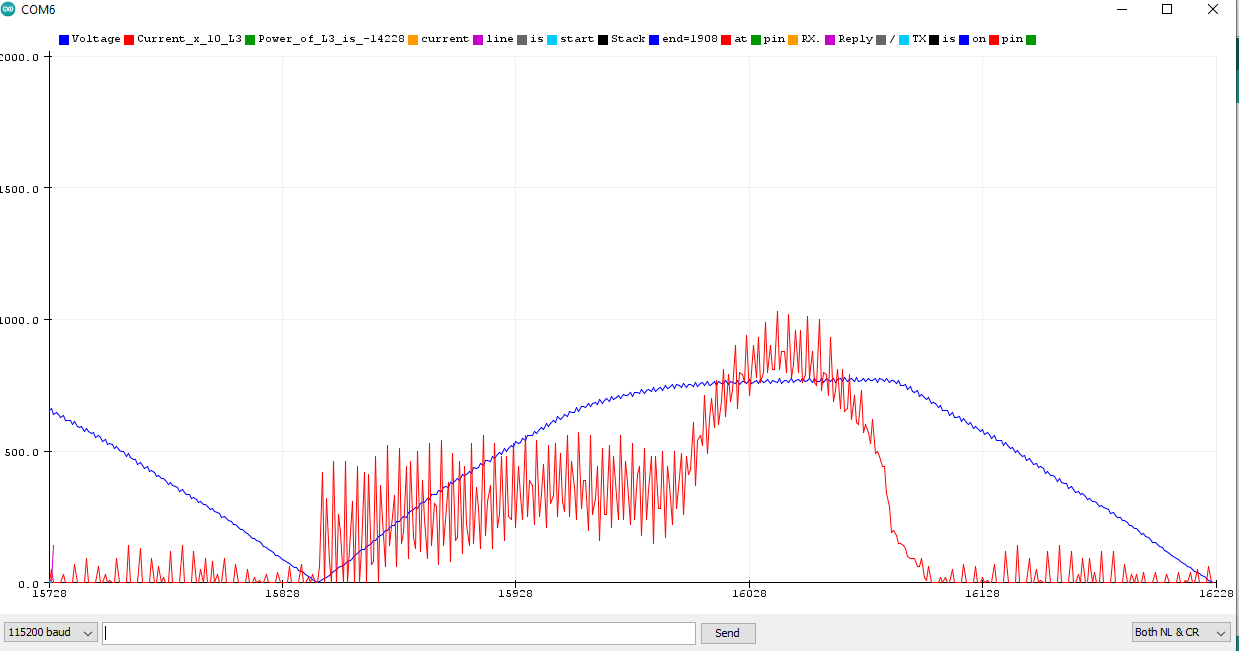 COM6
Voltage Current_x_10_L3 Power_of_L3_is_-14228 current line is start Stack end=1908 at pin RX. Reply / TX is on pin
2000.0
1500.0
1000.0
500.0
0.0
15728 15828 15928 16028 16128 16228
115200 baud Send Both NL & CR